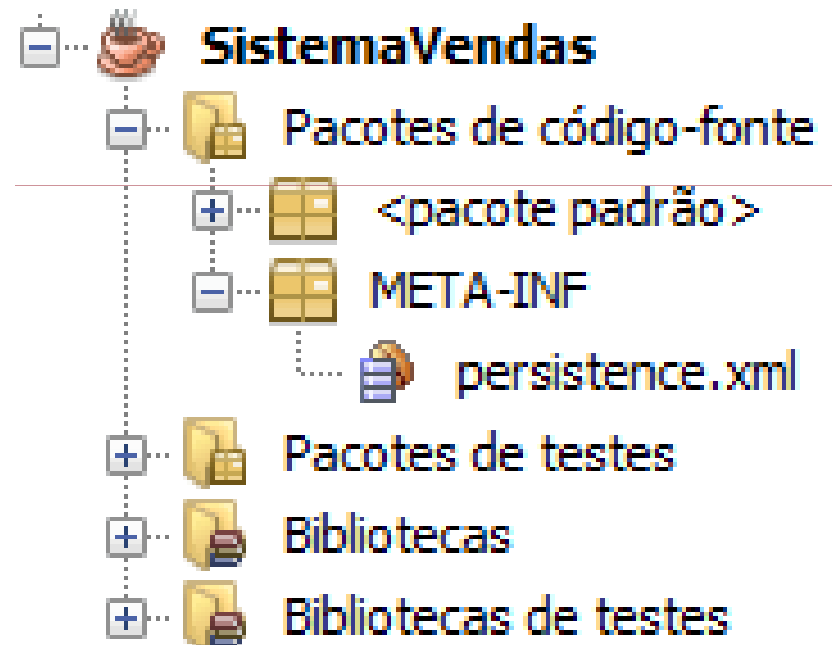 SistemaVendas
Pacotes de código-fonte
<pacote padrão>
META-INF
persistence.xml
Pacotes de testes
Bibliotecas
Bibliotecas de testes